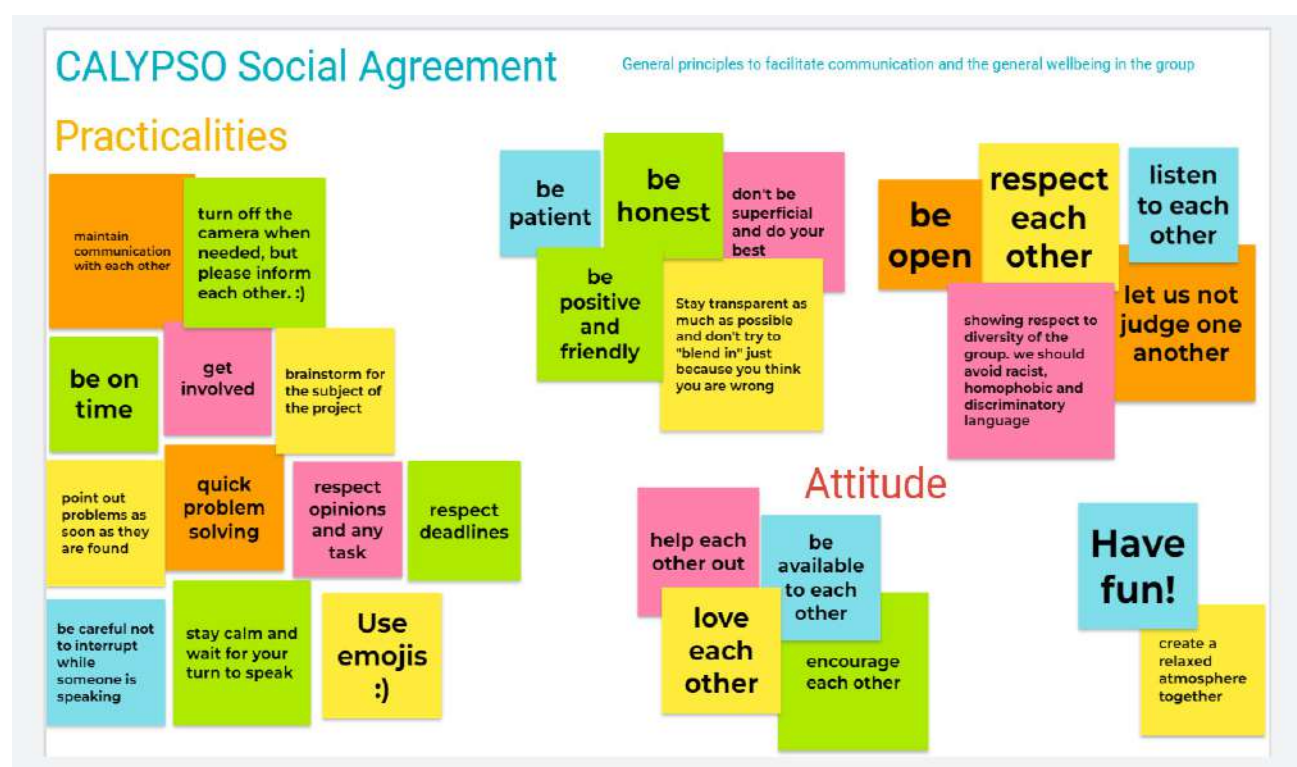 CALYPSO Social Agreement
General principles to facilitate communication and the general wellbeing in the group
Practicalities
maintain
communication
with each other
turn off the
camera when
needed, but
please inform
each other. :)
be on
time
get
involved
brainstorm for
the subject of
the project
point out
problems as
soon as they
are found
quick
problem
solving
respect
opinions
and any
task
respect
deadlines
be careful not
to interrupt
while
someone is
speaking
stay calm and
wait for your
turn to speak
Use
emojis
:)
be
patient
be
honest
don't be
superficial
and do your
best
be
positive
and
friendly
Stay transparent as
much as possible
and don't try to
"blend in" just
because you think
you are wrong
be
open
respect
each
other
listen
to each
other
showing respect to
diversity of the
group. we should
avoid racist,
homophobic and
discriminatory
language
let us not
judge one
another
Attitude
help each
other out
be
available
to each
other
love
each
other
encourage
each other
Have
fun!
create a
relaxed
atmosphere
together